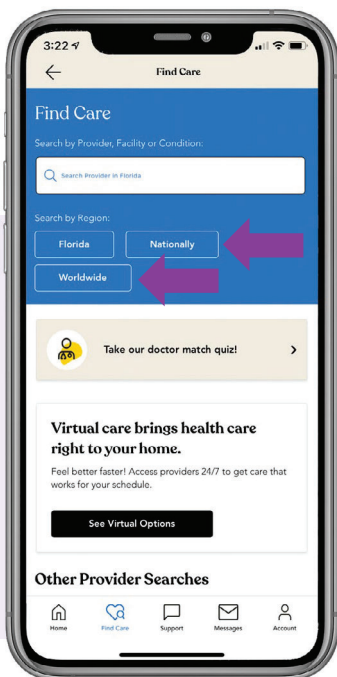 3:22
Find Care
Find Care
Search by Provider, Facility or Condition:
Search Provider in Florida
Search by Region:
Florida
Nationally
Worldwide
Take our doctor match quiz!
Virtual care brings health care
right to your home.
Feel better faster! Access providers 24/7 to get care that
works for your schedule.
See Virtual Options
Other Provider Searches
Home
Find Care
Support
Messages
Account